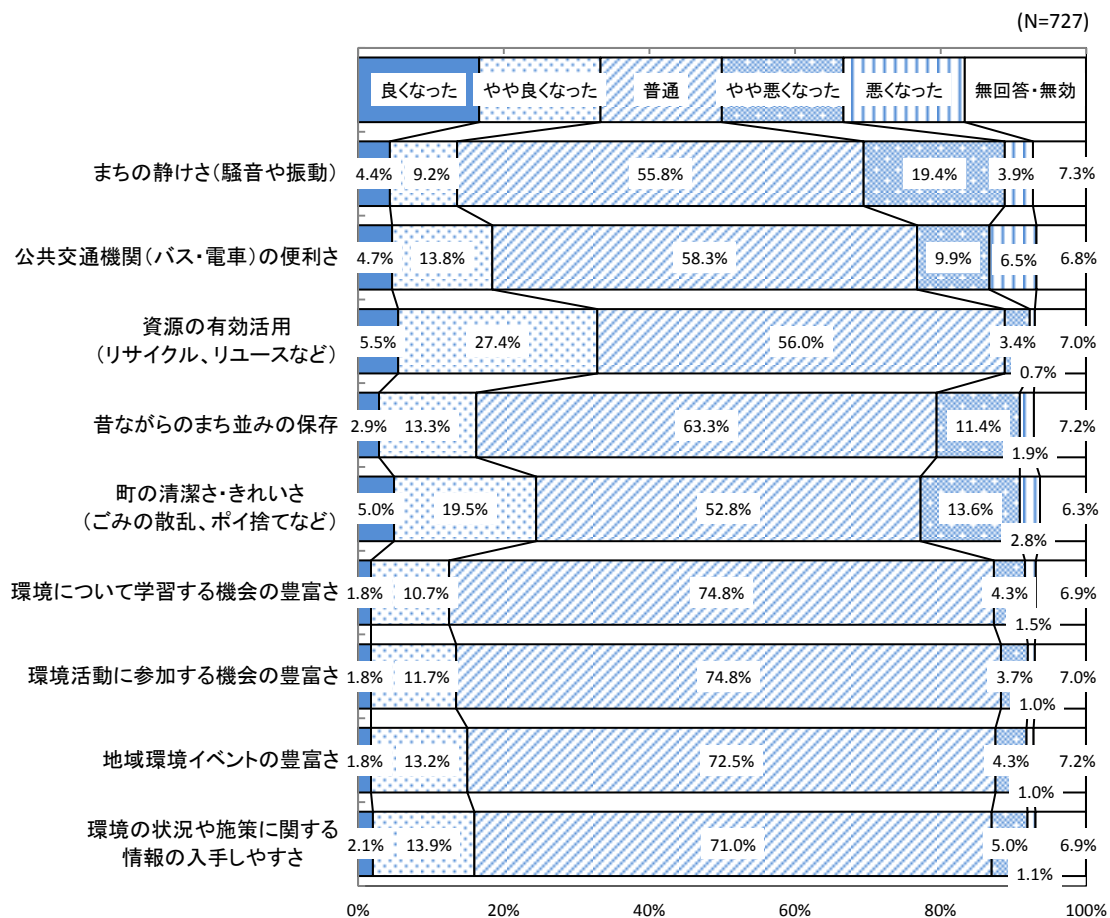 (N=727)
良くなった やや良くなった 普通 やや悪くなった 悪くなった 無回答・無効
まちの静けさ(騒音や振動) 4.4% 9.2% 55.8% 19.4% 3.9% 7.3%
公共交通機関(バス・電車)の便利さ 4.7% 13.8% 58.3% 9.9% 6.5% 6.8%
資源の有効活用
(リサイクル、リユースなど) 5.5% 27.4% 56.0% 3.4% 7.0%
0.7%
昔ながらのまち並みの保存 2.9% 13.3% 63.3% 11.4% 7.2%
1.9%
町の清潔さ・きれいさ
(ごみの散乱、ポイ捨てなど) 5.0% 19.5% 52.8% 13.6% 6.3%
2.8%
環境について学習する機会の豊富さ 1.8% 10.7% 74.8% 4.3% 6.9%
1.5%
環境活動に参加する機会の豊富さ 1.8% 11.7% 74.8% 3.7% 7.0%
1.0%
地域環境イベントの豊富さ 1.8% 13.2% 72.5% 4.3% 7.2%
1.0%
環境の状況や施策に関する
情報の入手しやすさ 2.1% 13.9% 71.0% 5.0% 6.9%
1.1%
0% 20% 40% 60% 80% 100%